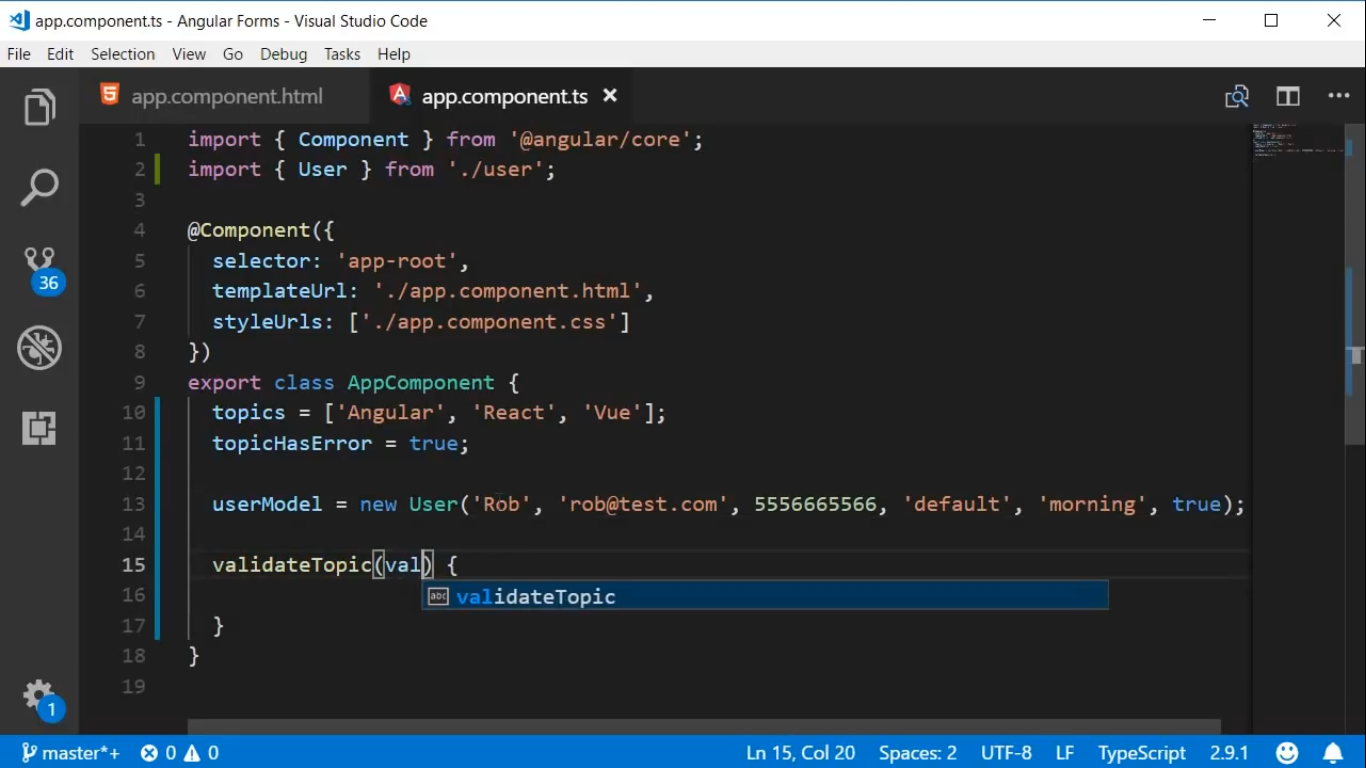 app.component.ts - Angular Forms - Visual Studio Code
File Edit Selection View Go Debug Tasks Help
app.component.html app.component.ts
1 import { Component } from '@angular/core';
2 import { User } from './user';
3
4 @Component({
5 selector: 'app-root',
6 templateUrl: './app.component.html',
7 styleUrls: ['./app.component.css']
8 })
9 export class AppComponent {
10 topics = ['Angular', 'React', 'Vue'];
11 topicHasError = true;
12
13 userModel = new User('Rob', 'rob@test.com', 5556665566, 'default', 'morning', true);
14
15 validateTopic(val) {
abc validateTopic
16
17 }
18 }
19
36
1
master*+ 0 0 Ln 15, Col 20 Spaces: 2 UTF-8 LF TypeScript 2.9.1